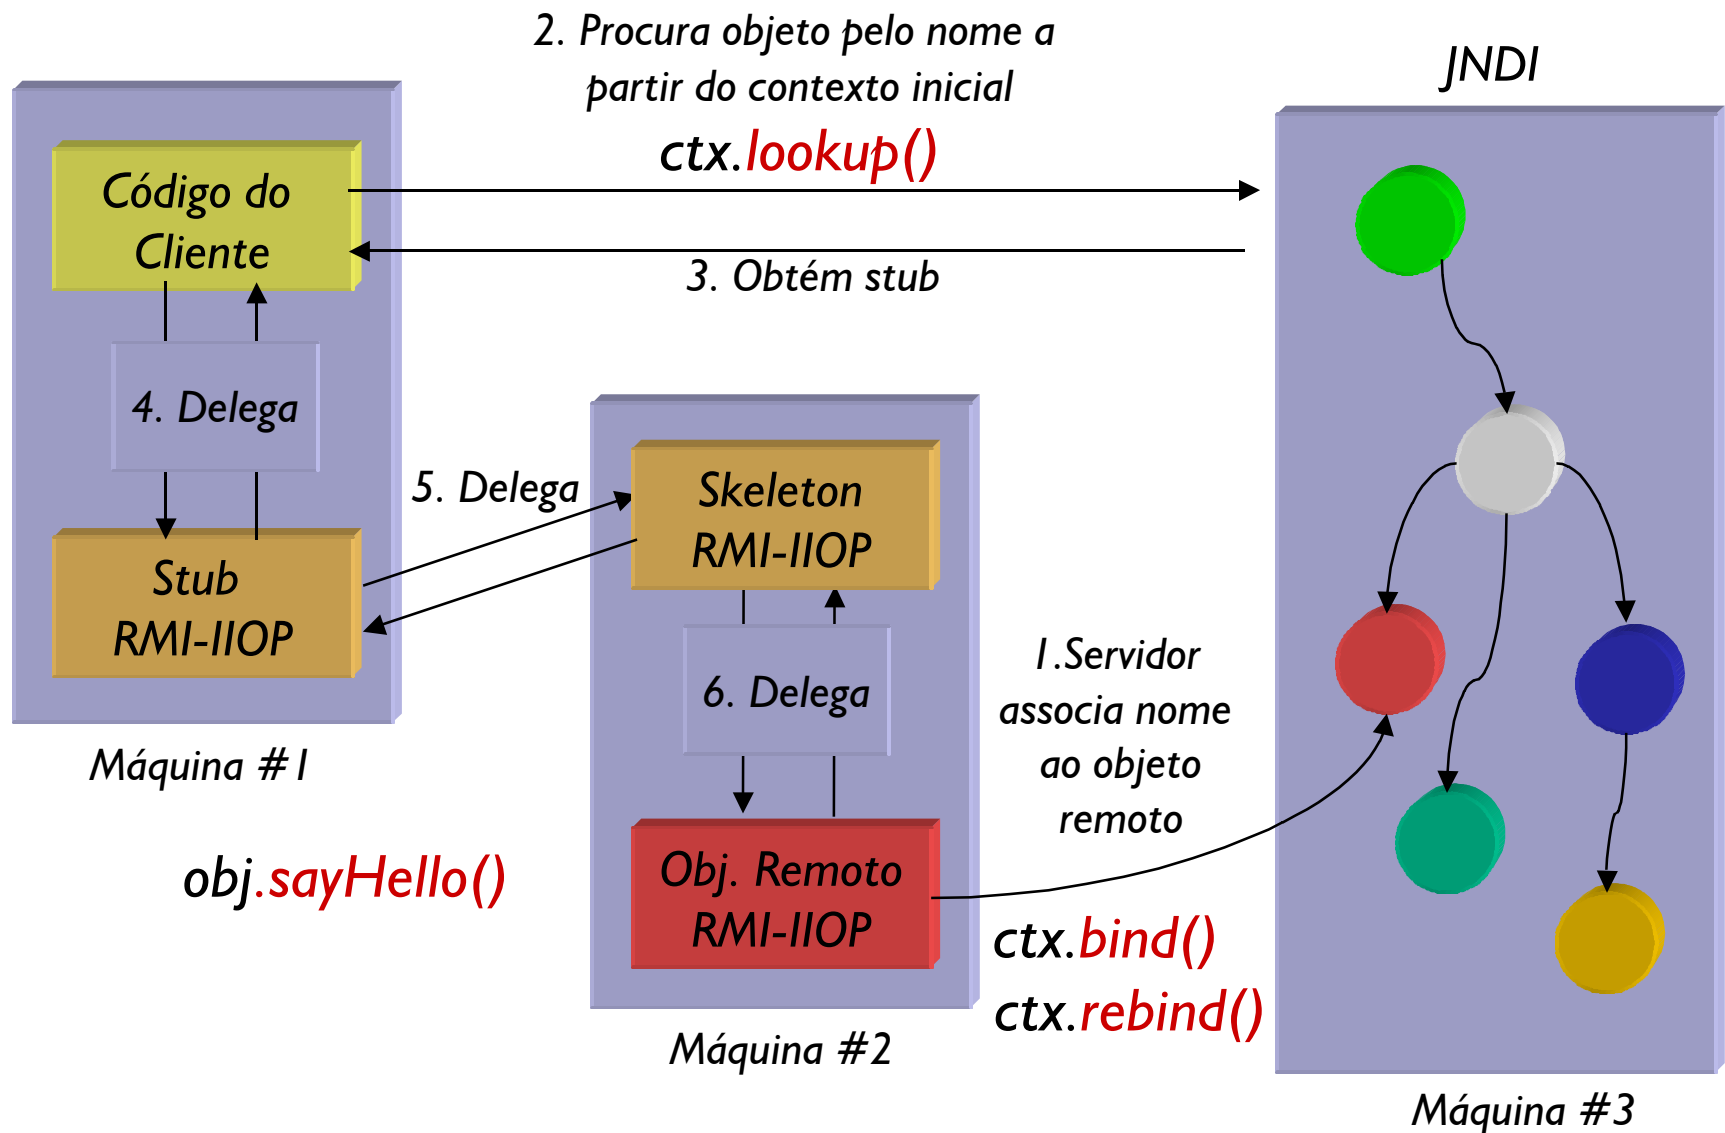 2. Procura objeto pelo nome a
partir do contexto inicial
ctx.lookup()
JNDI
Código do
Cliente
3. Obtém stub
4. Delega
5. Delega
Stub
RMI-IIOP
Skeleton
RMI-IIOP
6. Delega
1.Servidor
associa nome
ao objeto
remoto
Máquina #1
obj.sayHello()
Obj. Remoto
RMI-IIOP
ctx.bind()
ctx.rebind()
Máquina #2
Máquina #3